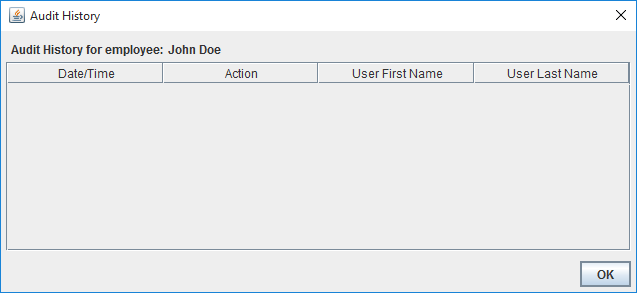 Audit History
Audit History for employee: John Doe
Date/Time Action User First Name User Last Name
OK